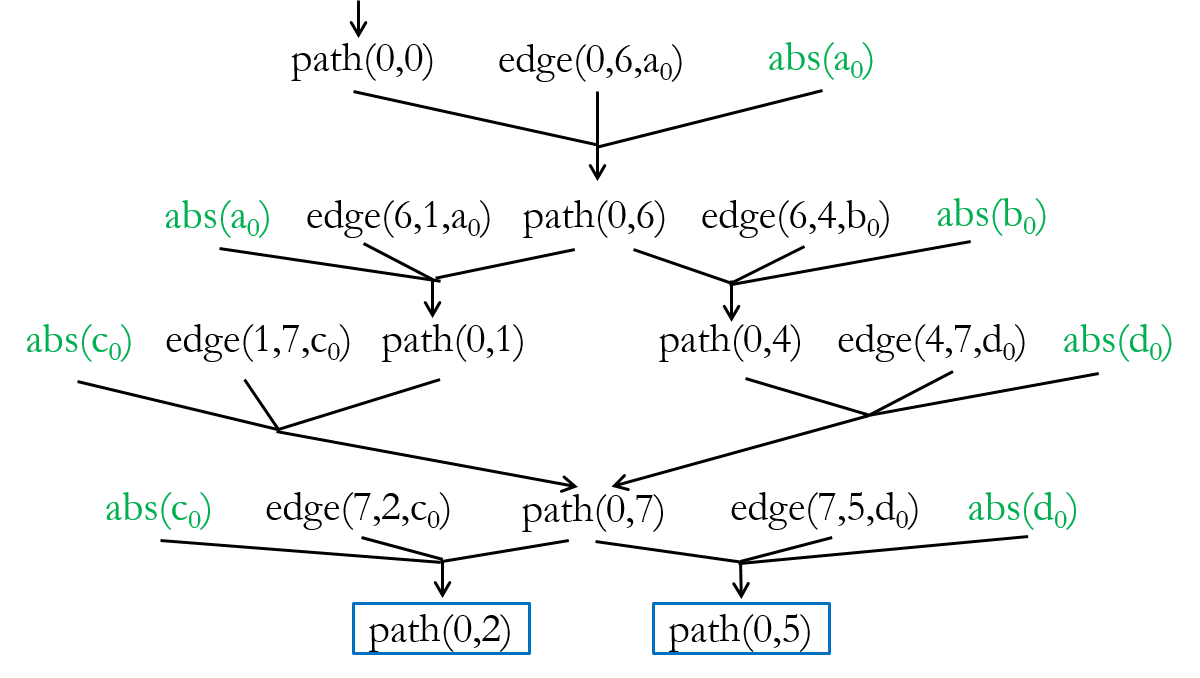 path(0,0) edge(0,6,a₀) abs(a₀)
abs(a₀) edge(6,1,a₀) path(0,6) edge(6,4,b₀) abs(b₀)
abs(c₀) edge(1,7,c₀) path(0,1) path(0,4) edge(4,7,d₀) abs(d₀)
abs(c₀) edge(7,2,c₀) path(0,7) edge(7,5,d₀) abs(d₀)
path(0,2) path(0,5)